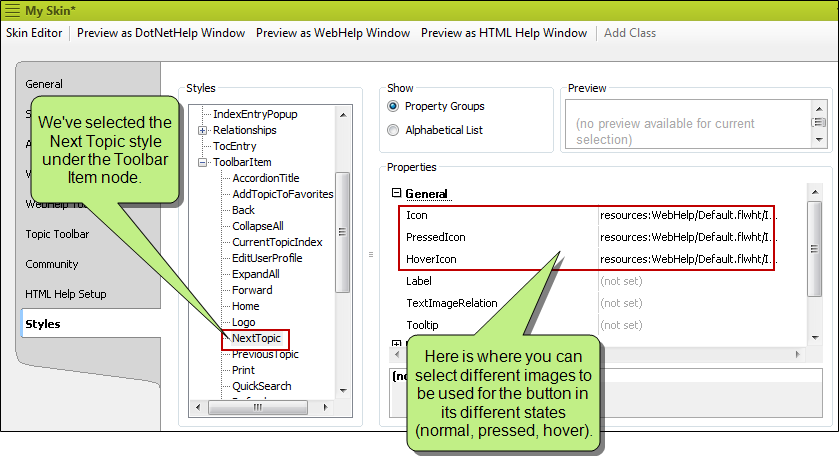 My Skin*
Skin Editor Preview as DotNetHelp Window Preview as WebHelp Window Preview as HTML Help Window Add Class
General
Topic Toolbar
Community
HTML Help Setup
Styles
We've selected the
Next Topic style
under the Toolbar
Item node.
Styles
IndexEntryPopup
Relationships
TocEntry
ToolbarItem
AccordionTitle
AddTopicToFavorites
Back
CollapseAll
CurrentTopicIndex
EditUserProfile
ExpandAll
Forward
Home
Logo
NextTopic
PreviousTopic
Print
QuickSearch
Show
Property Groups
Alphabetical List
Preview
(no preview available for current
selection)
Properties
General
Icon resources:WebHelp/Default.flwht/I...
PressedIcon resources:WebHelp/Default.flwht/I...
HoverIcon resources:WebHelp/Default.flwht/I...
Label (not set)
TextImageRelation (not set)
Tooltip (not set)
Here is where you can
select different images to
be used for the button in
its different states
(normal, pressed, hover).